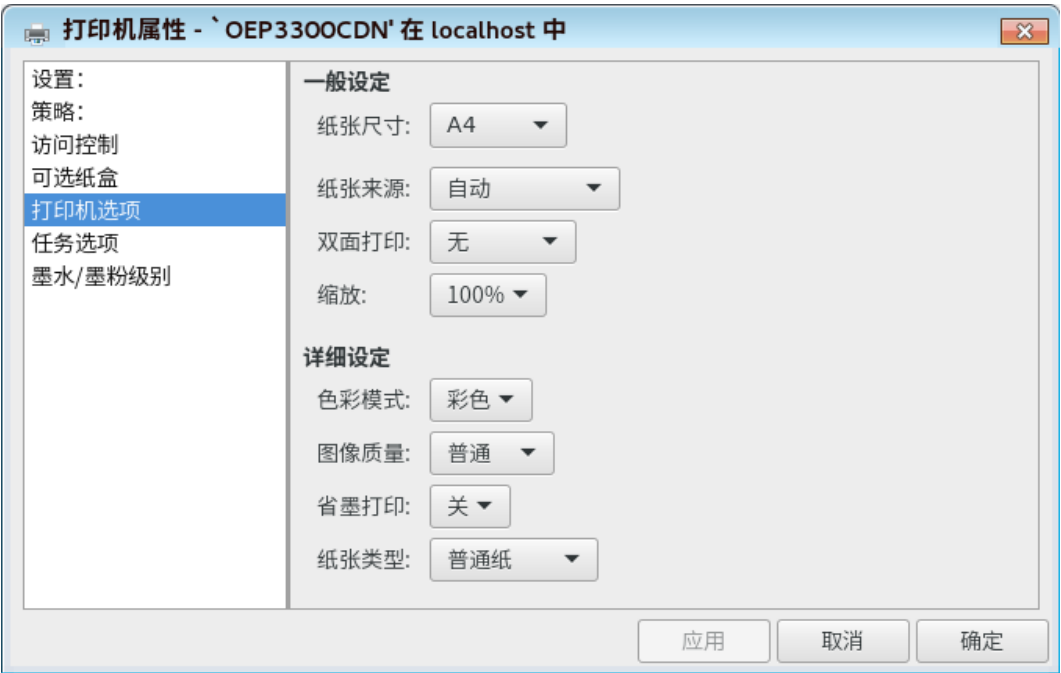 打印机属性 - `OEP3300CDN' 在 localhost 中
设置：
策略：
访问控制
可选纸盒
打印机选项
任务选项
墨水/墨粉级别
一般设定
纸张尺寸: A4
纸张来源: 自动
双面打印: 无
缩放: 100%
详细设定
色彩模式: 彩色
图像质量: 普通
省墨打印: 关
纸张类型: 普通纸
应用 取消 确定